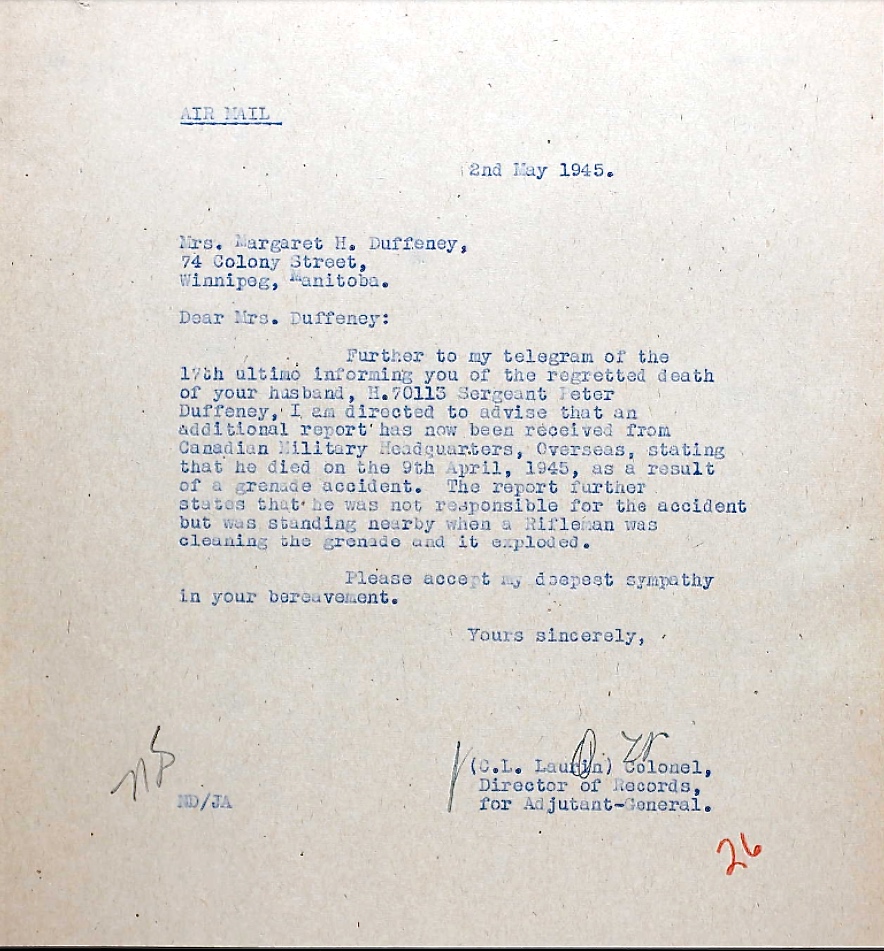 AIR MAIL
2nd May 1945.
Mrs. Margaret H. Duffeney,
74 Colony Street,
Winnipeg, Manitoba.
Dear Mrs. Duffeney:
Further to my telegram of the
17th ultimo informing you of the regretted death
of your husband, H.70113 Sergeant Peter
Duffeney, I am directed to advise that an
additional report has now been received from
Canadian Military Headquarters, Overseas, stating
that he died on the 9th April, 1945, as a result
of a grenade accident. The report further
states that he was not responsible for the accident
but was standing nearby when a Rifleman was
cleaning the grenade and it exploded.
Please accept my deepest sympathy
in your bereavement.
Yours sincerely,
(C.L. Laurin) Colonel,
Director of Records,
for Adjutant-General.
ND/JA
26